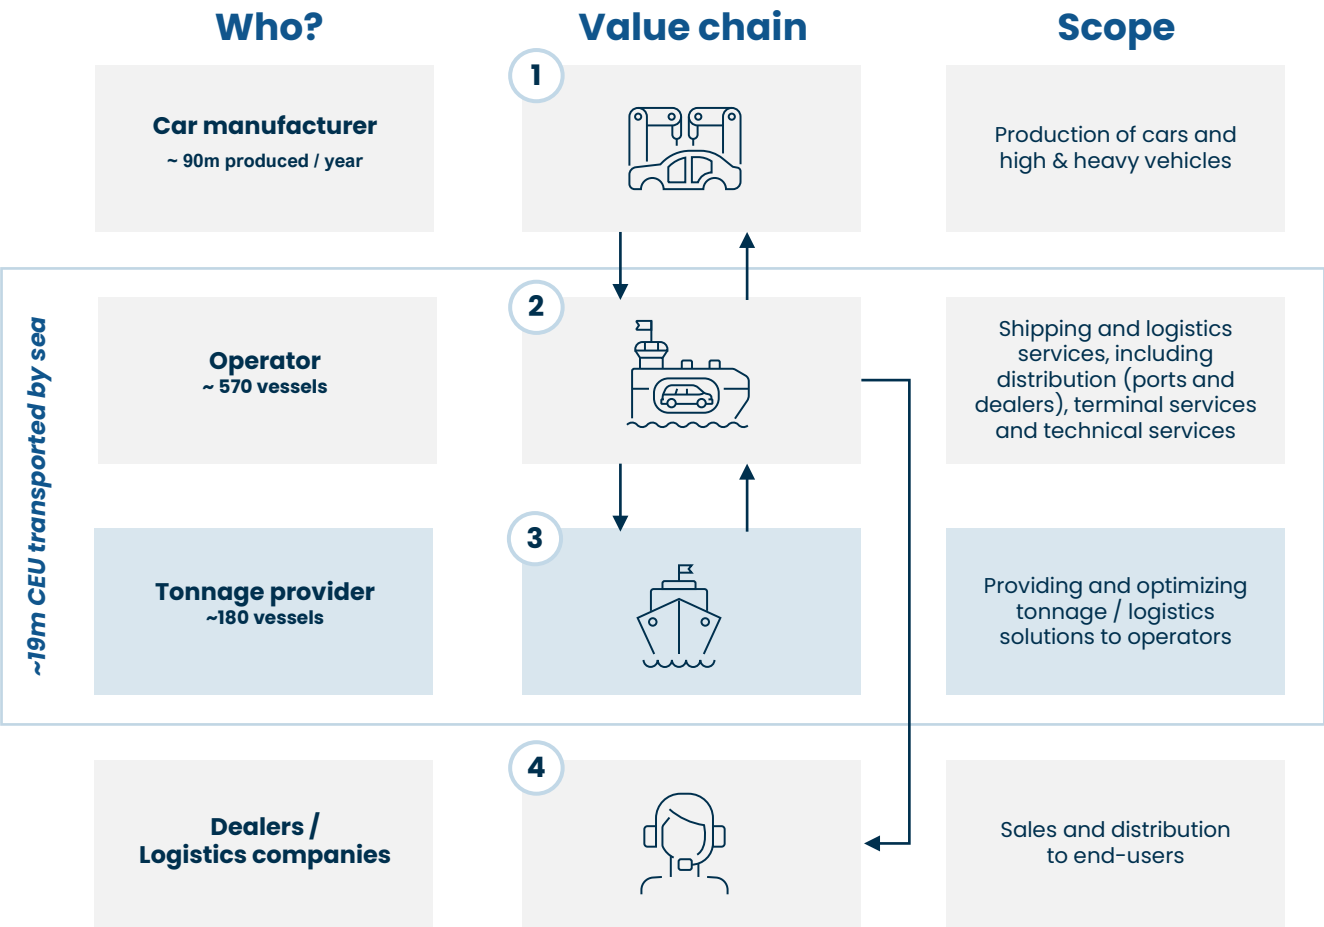 Who?
Value chain
Scope
1
Car manufacturer
~ 90m produced / year
Production of cars and
high & heavy vehicles
~19m CEU transported by sea
2
Operator
~ 570 vessels
Shipping and logistics
services, including
distribution (ports and
dealers), terminal services
and technical services
3
Tonnage provider
~180 vessels
Providing and optimizing
tonnage / logistics
solutions to operators
4
Dealers /
Logistics companies
Sales and distribution
to end-users